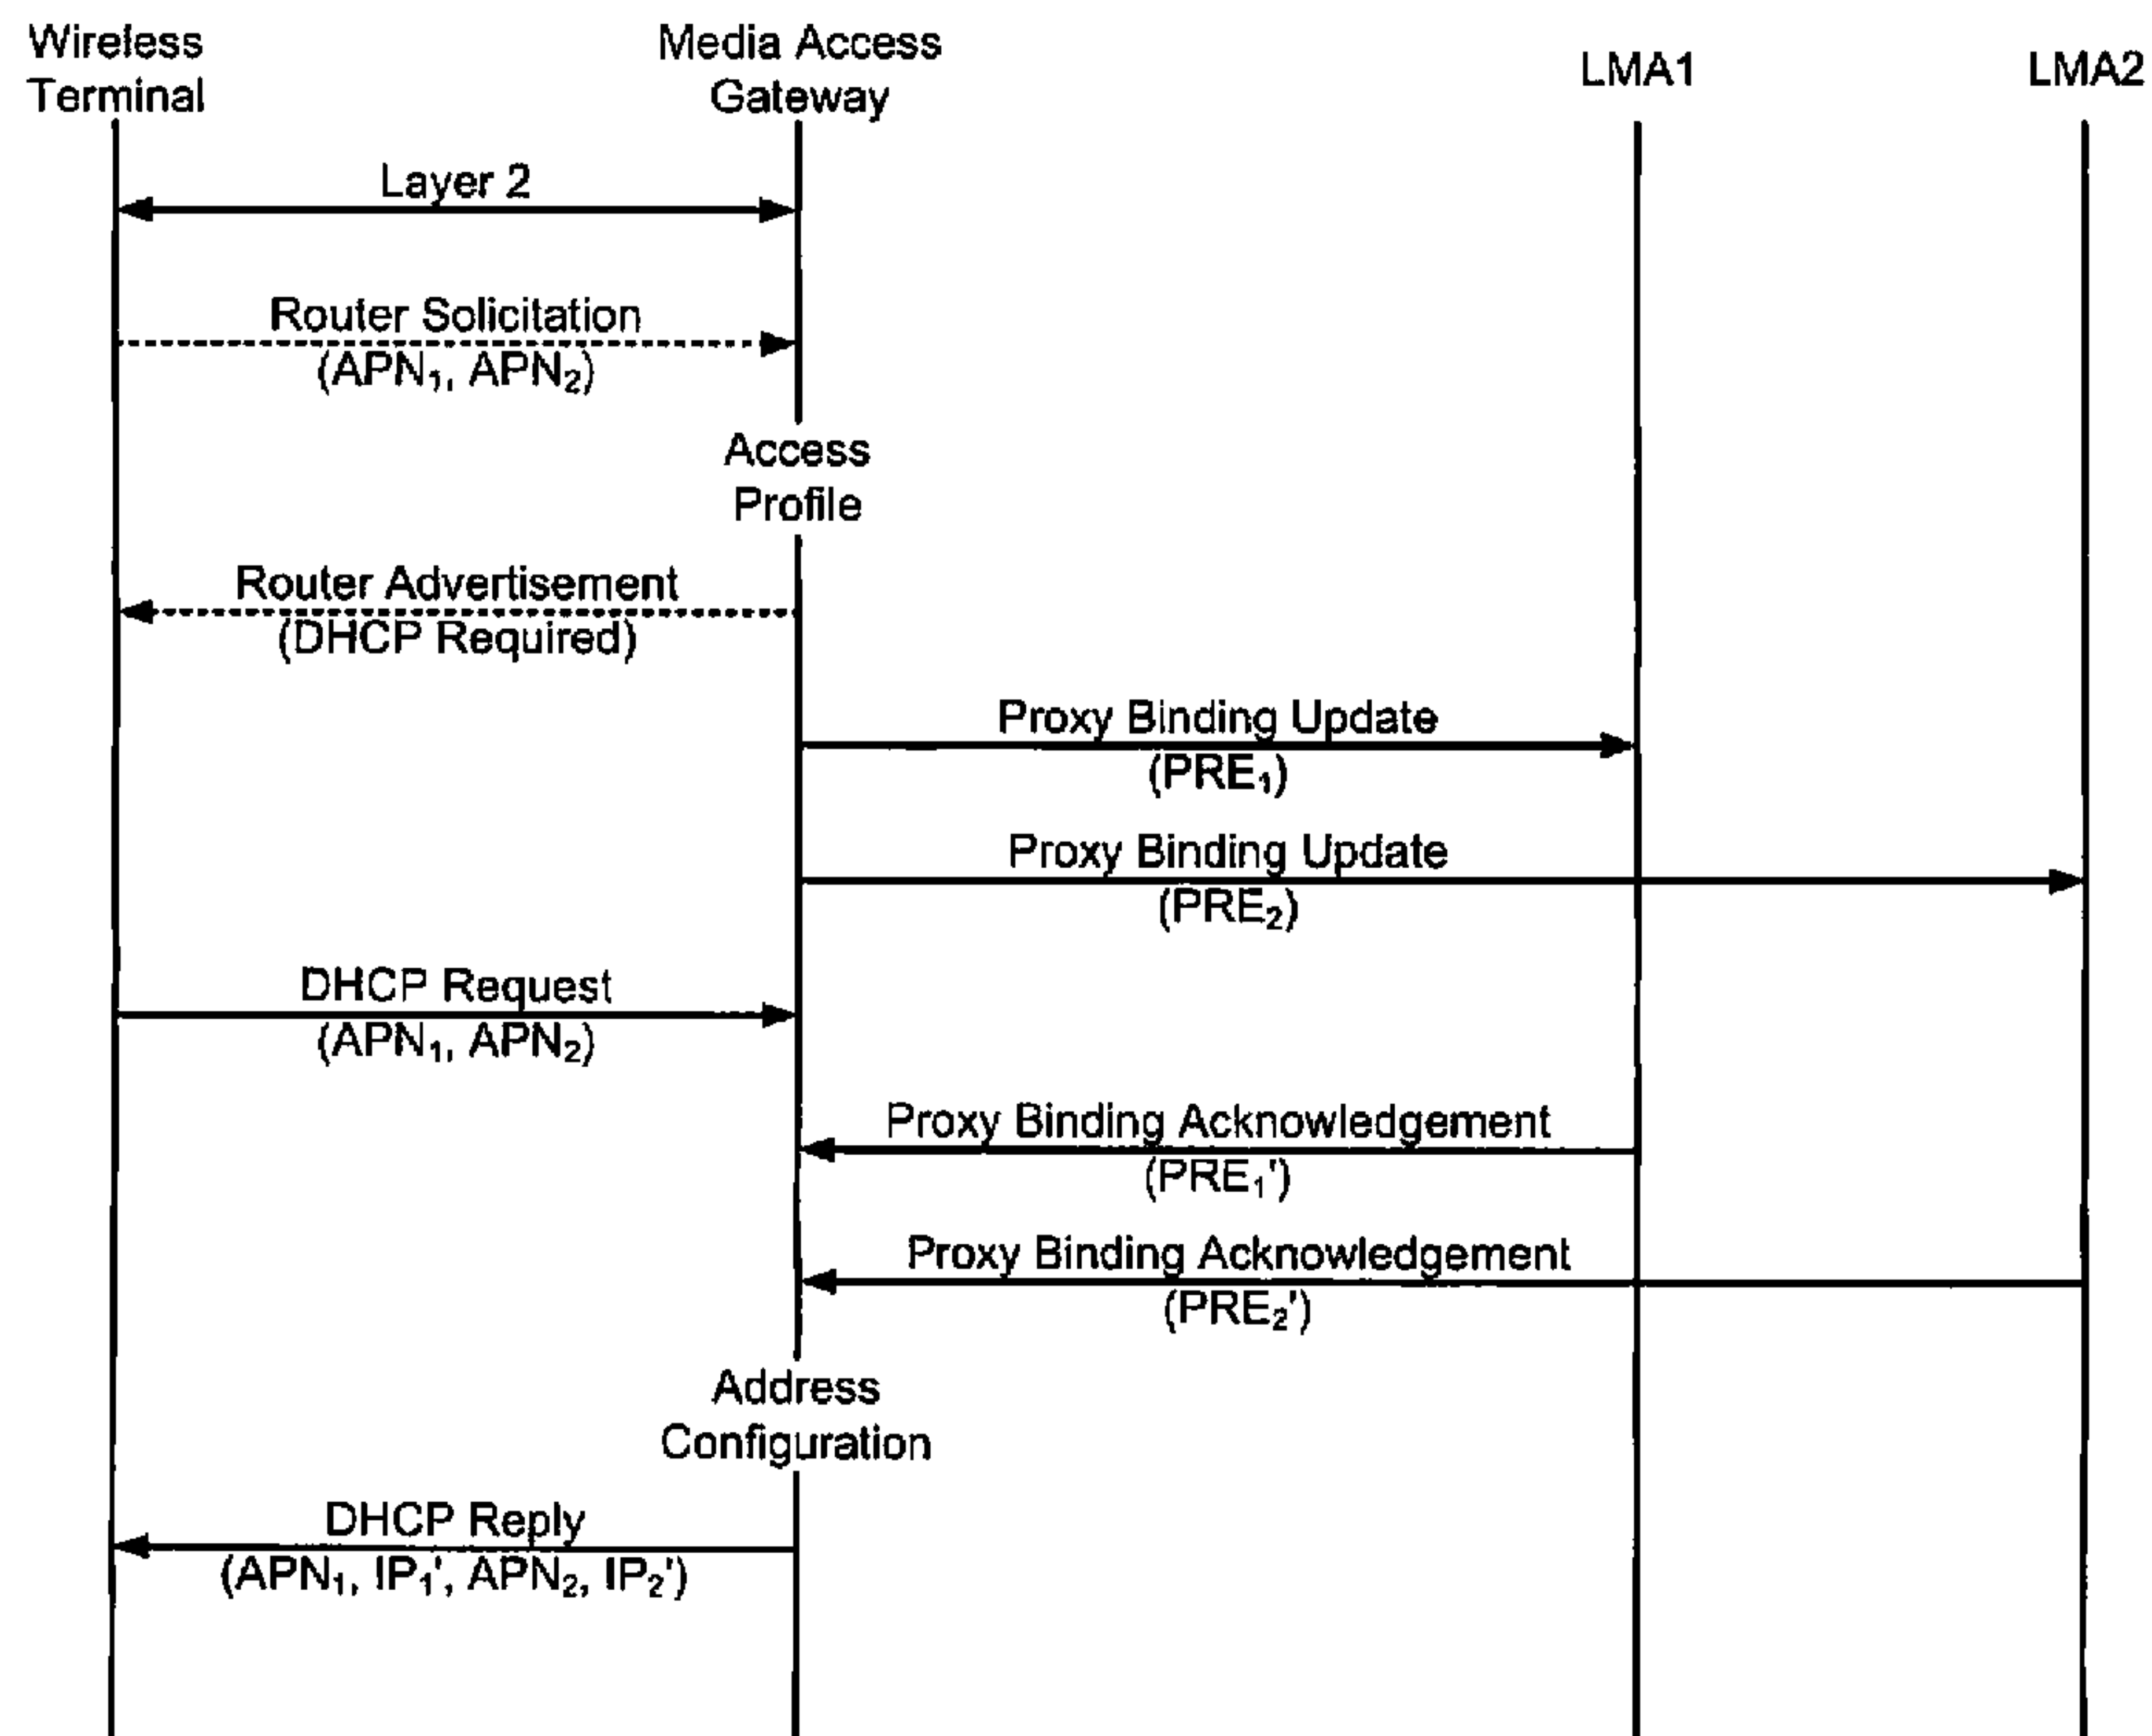 Wireless
Terminal
Media Access
Gateway
LMA1
LMA2
Layer 2
Router Solicitation
(APN₁, APN₂)
Access
Profile
Router Advertisement
(DHCP Required)
Proxy Binding Update
(PRE₁)
Proxy Binding Update
(PRE₂)
DHCP Request
(APN₁, APN₂)
Proxy Binding Acknowledgement
(PRE₁')
Proxy Binding Acknowledgement
(PRE₂')
Address
Configuration
DHCP Reply
(APN₁, IP₁', APN₂, IP₂')